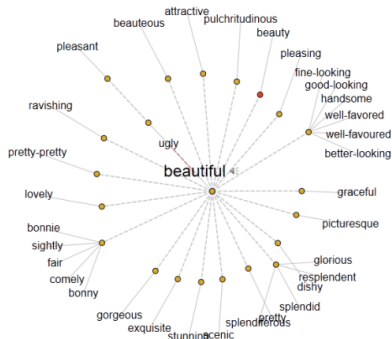 attractive
beauteous
pulchritudinous
beauty
pleasant
pleasing
fine-looking
good-looking
handsome
well-favored
well-favoured
better-looking
ravishing
ugly
beautiful
pretty-pretty
lovely
graceful
picturesque
bonnie
sightly
fair
comely
bonny
glorious
resplendent
dishy
splendid
gorgeous
pretty
splendiferous
exquisite
scenic
stunning